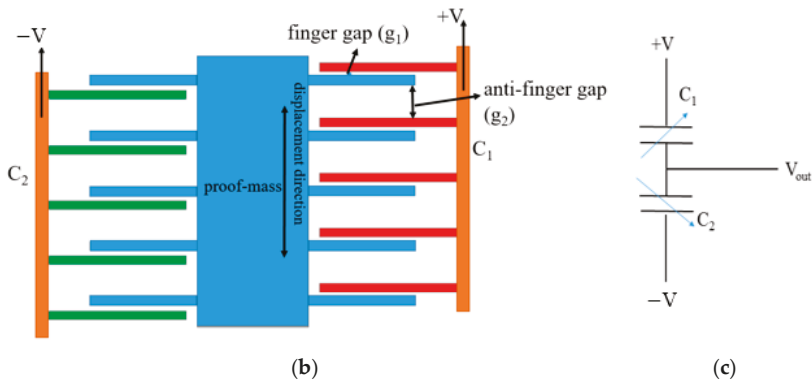 −V
finger gap (g1)
+V
displacement direction
anti-finger gap
(g2)
C2
proof-mass
C1
(b)
+V
C1
Vout
C2
−V
(c)